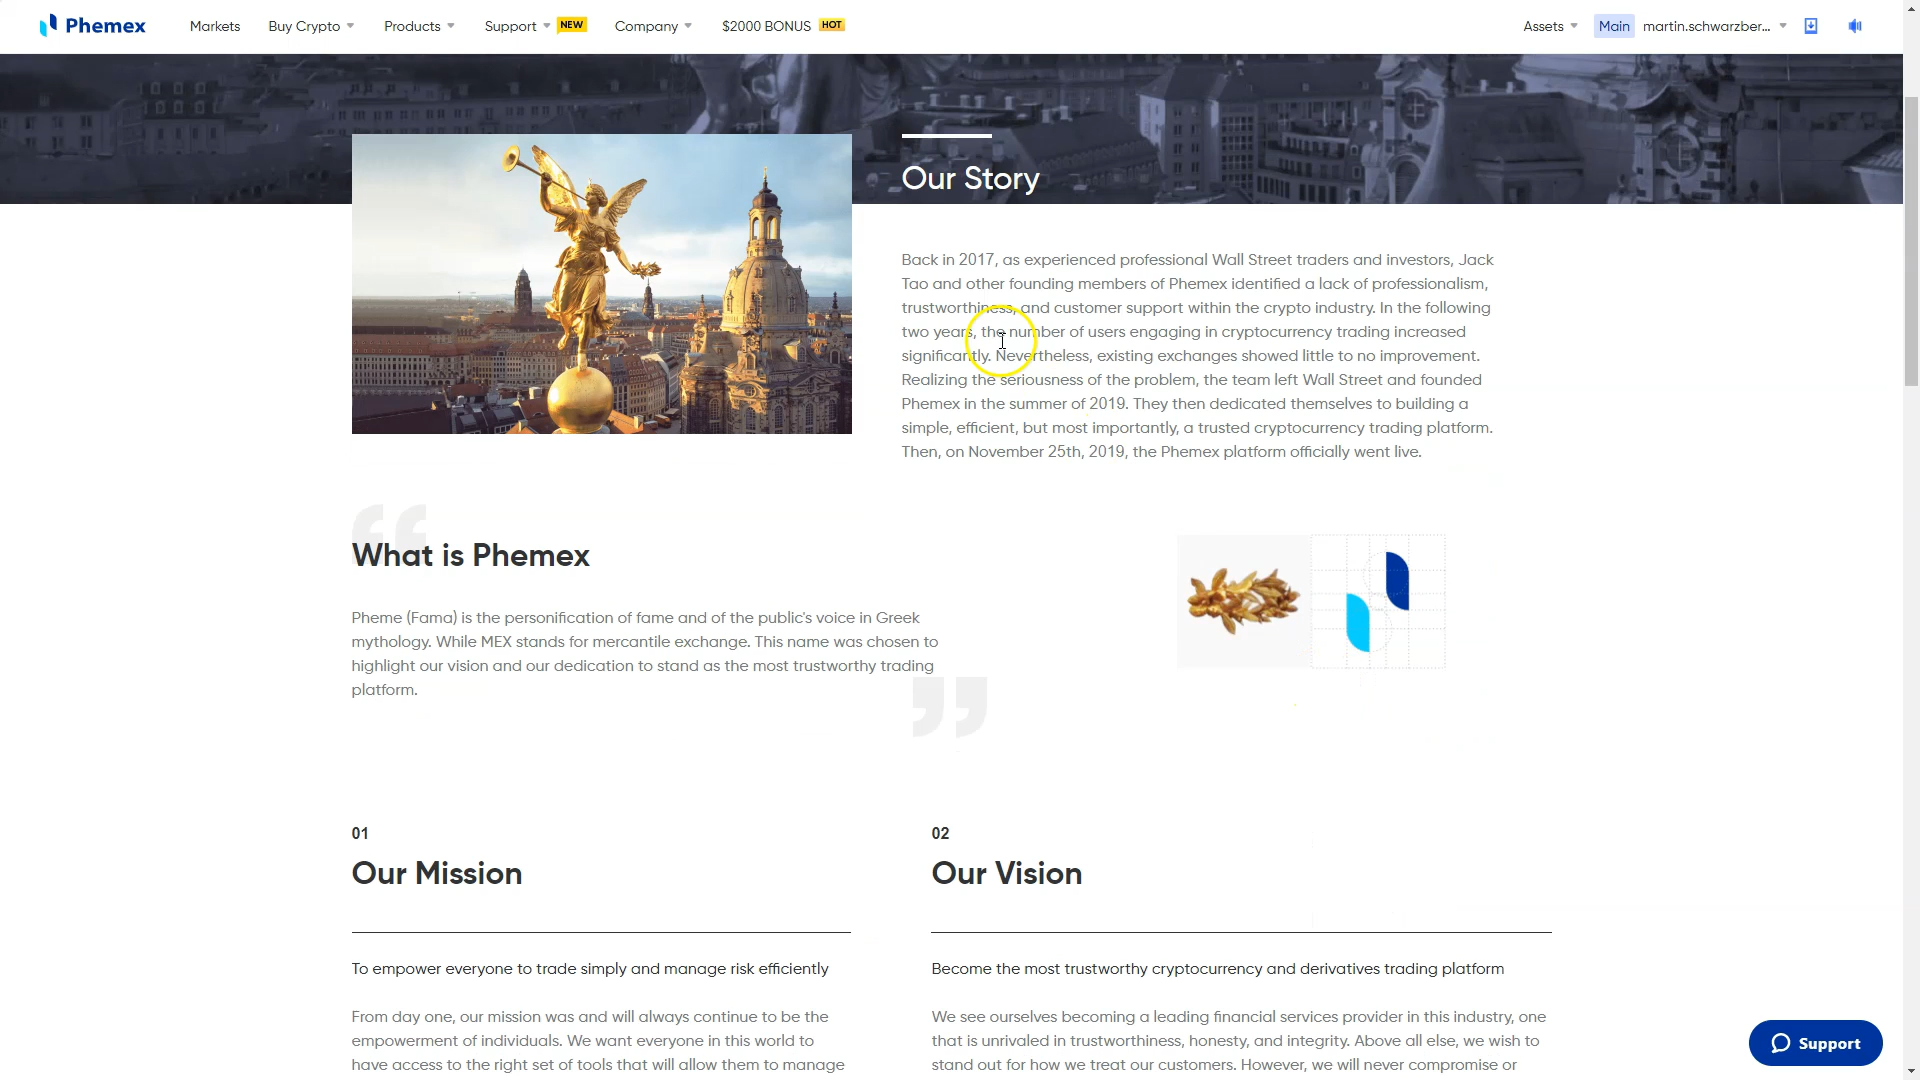 Phemex Markets Buy Crypto Products Support NEW Company $2000 BONUS HOT Assets Main martin.schwarzber...
Our Story
Back in 2017, as experienced professional Wall Street traders and investors, Jack
Tao and other founding members of Phemex identified a lack of professionalism,
trustworthiness, and customer support within the crypto industry. In the following
two years, the number of users engaging in cryptocurrency trading increased
significantly. Nevertheless, existing exchanges showed little to no improvement.
Realizing the seriousness of the problem, the team left Wall Street and founded
Phemex in the summer of 2019. They then dedicated themselves to building a
simple, efficient, but most importantly, a trusted cryptocurrency trading platform.
Then, on November 25th, 2019, the Phemex platform officially went live.
What is Phemex
Pheme (Fama) is the personification of fame and of the public's voice in Greek
mythology. While MEX stands for mercantile exchange. This name was chosen to
highlight our vision and our dedication to stand as the most trustworthy trading
platform.
01
Our Mission
To empower everyone to trade simply and manage risk efficiently
From day one, our mission was and will always continue to be the
empowerment of individuals. We want everyone in this world to
have access to the right set of tools that will allow them to manage
02
Our Vision
Become the most trustworthy cryptocurrency and derivatives trading platform
We see ourselves becoming a leading financial services provider in this industry, one
that is unrivaled in trustworthiness, honesty, and integrity. Above all else, we wish to
stand out for how we treat our customers. However, we will never compromise or
Support